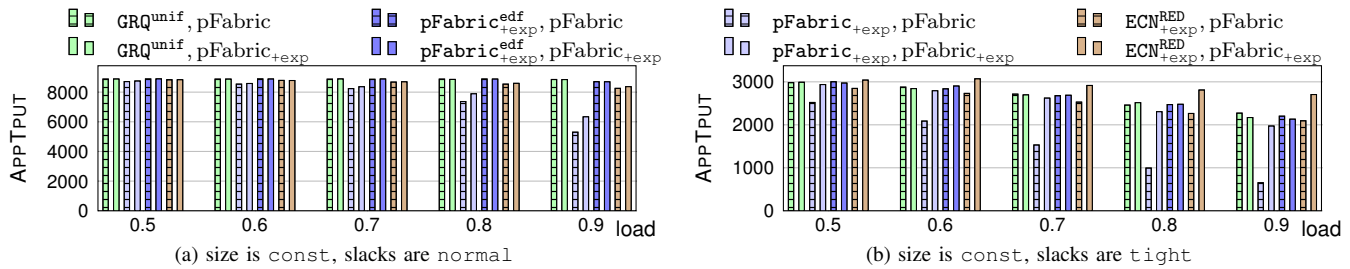 GRQ^unif, pFabric pFabric^edf_+exp, pFabric pFabric_+exp, pFabric ECN^RED_+exp, pFabric
GRQ^unif, pFabric_+exp pFabric^edf_+exp, pFabric_+exp pFabric_+exp, pFabric_+exp ECN^RED_+exp, pFabric_+exp
APPTPUT
8000
6000
4000
2000
0
0.5 0.6 0.7 0.8 0.9 load
(a) size is const, slacks are normal
APPTPUT
3000
2000
1000
0
0.5 0.6 0.7 0.8 0.9 load
(b) size is const, slacks are tight